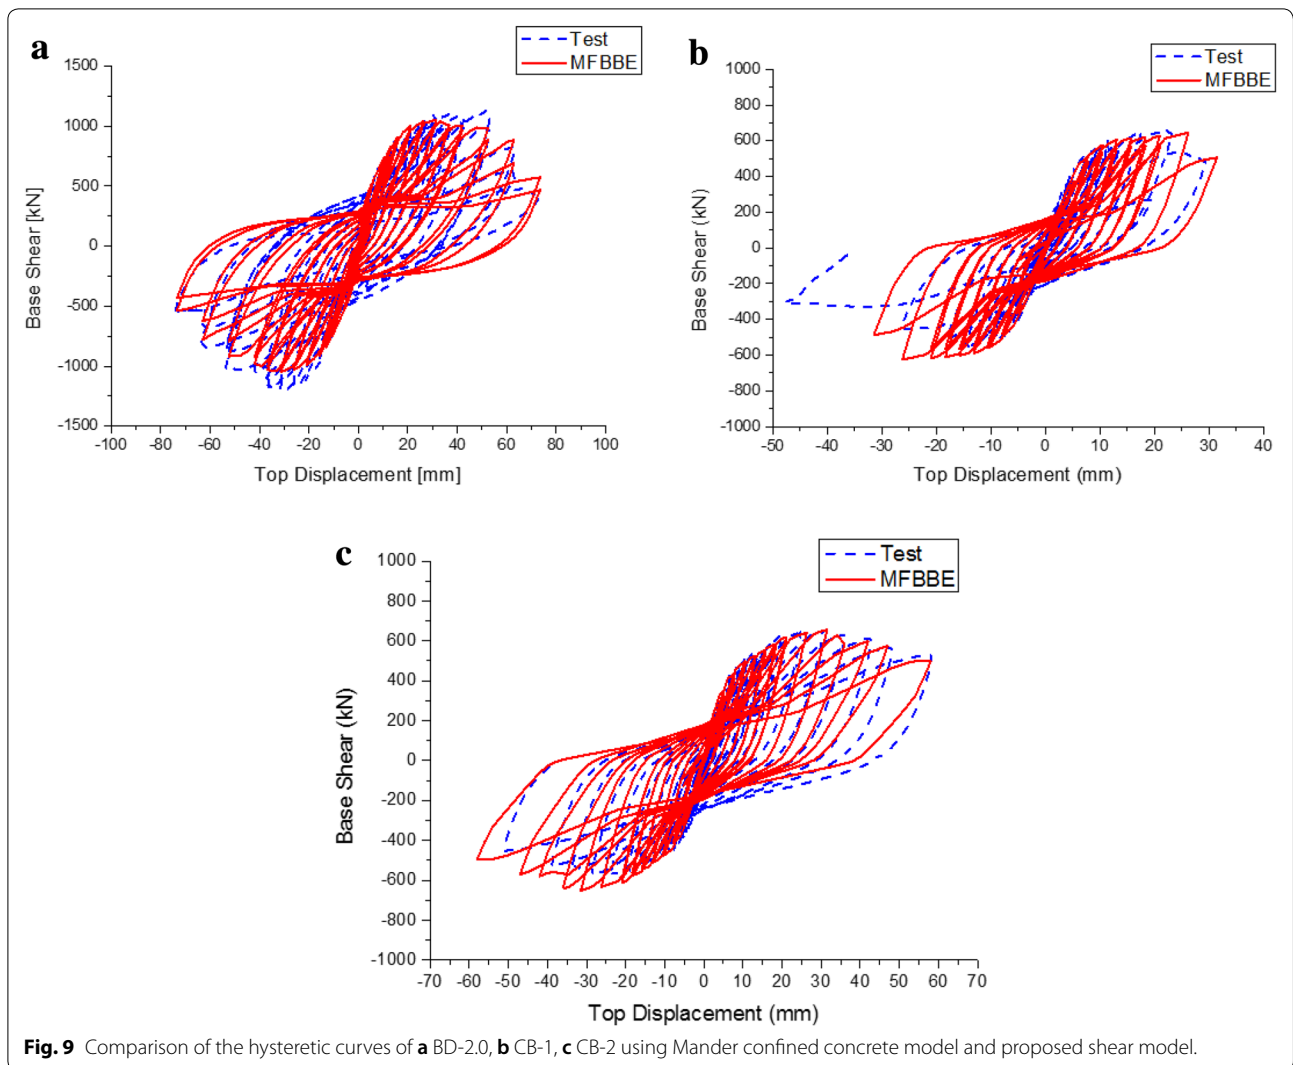 a
Test
MFBBE
1500
1000
500
0
-500
-1000
-1500
-100 -80 -60 -40 -20 0 20 40 60 80 100
Base Shear [kN]
Top Displacement [mm]
b
Test
MFBBE
1000
800
600
400
200
0
-200
-400
-600
-800
-1000
-50 -40 -30 -20 -10 0 10 20 30 40
Base Shear (kN)
Top Displacement (mm)
c
Test
MFBBE
1000
800
600
400
200
0
-200
-400
-600
-800
-1000
-70 -60 -50 -40 -30 -20 -10 0 10 20 30 40 50 60 70
Base Shear (kN)
Top Displacement (mm)
Fig. 9 Comparison of the hysteretic curves of a BD-2.0, b CB-1, c CB-2 using Mander confined concrete model and proposed shear model.